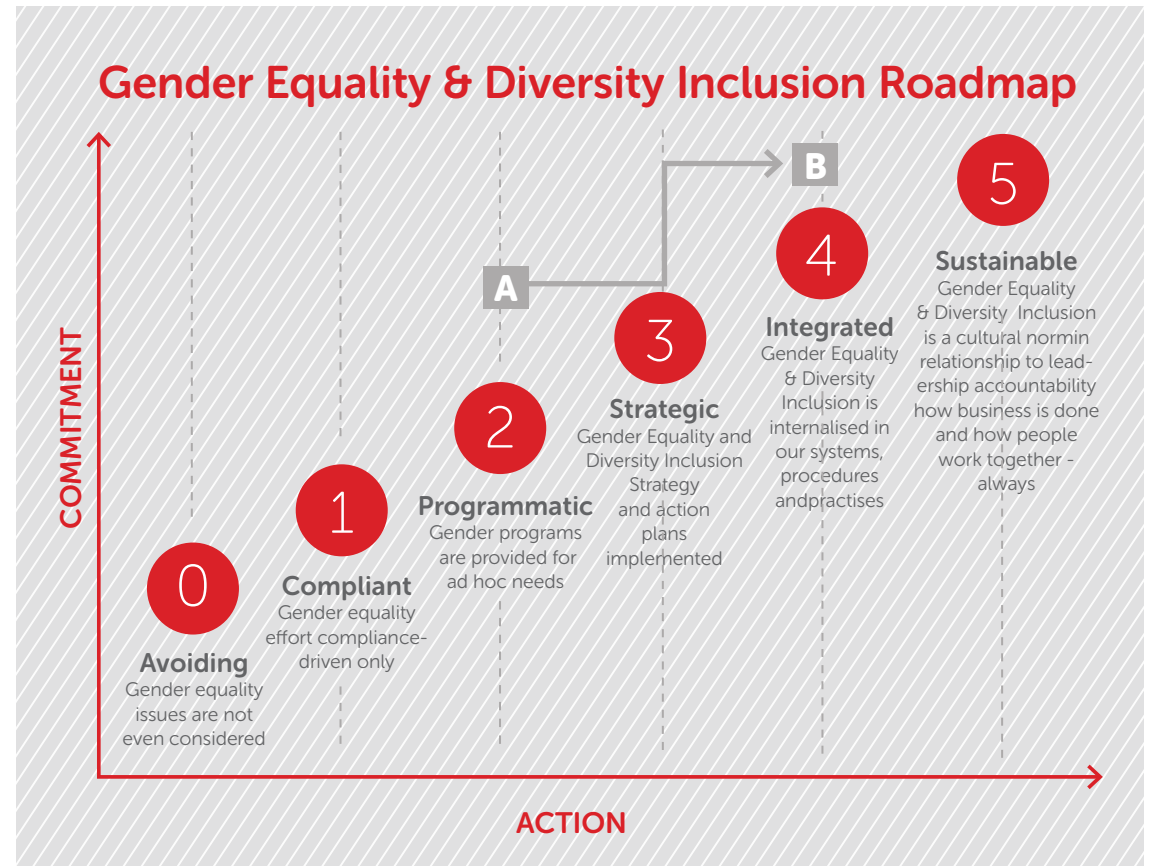 Gender Equality & Diversity Inclusion Roadmap
COMMITMENT
A
B
0
Avoiding
Gender equality
issues are not
even considered
1
Compliant
Gender equality
effort compliance-
driven only
2
Programmatic
Gender programs
are provided for
ad hoc needs
3
Strategic
Gender Equality and
Diversity Inclusion
Strategy
and action
plans
implemented
4
Integrated
Gender Equality
& Diversity
Inclusion is
internalised in
our systems,
procedures
andpractises
5
Sustainable
Gender Equality
& Diversity Inclusion
is a cultural normin
relationship to lead-
ership accountability
how business is done
and how people
work together -
always
ACTION